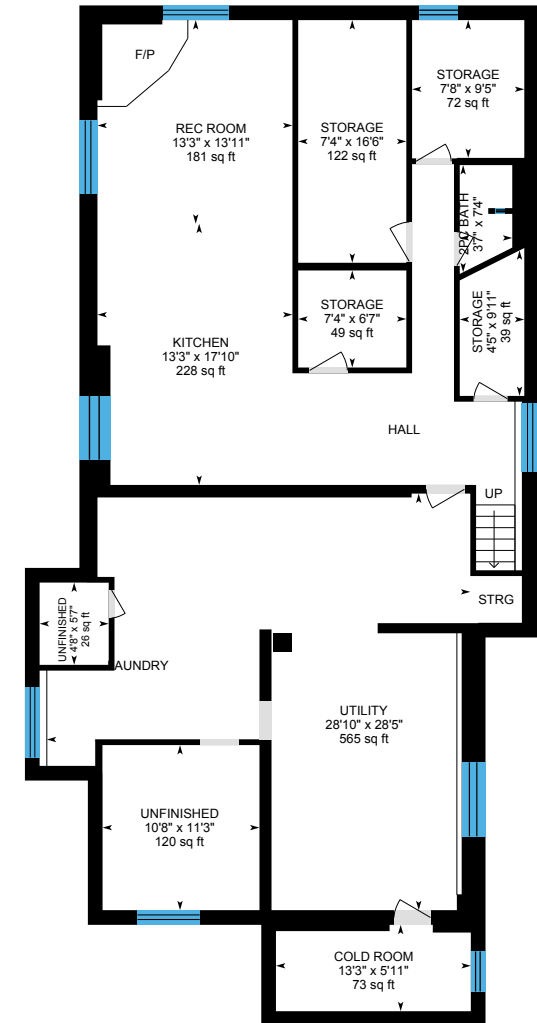 F/P
REC ROOM
13'3" x 13'11"
181 sq ft
STORAGE
7'4" x 16'6"
122 sq ft
STORAGE
7'8" x 9'5"
72 sq ft
2PC BATH
3'7" x 7'4"
STORAGE
7'4" x 6'7"
49 sq ft
STORAGE
4'5" x 9'11"
39 sq ft
KITCHEN
13'3" x 17'10"
228 sq ft
HALL
UP
STRG
UNFINISHED
4'8" x 5'7"
26 sq ft
AUNDRY
UTILITY
28'10" x 28'5"
565 sq ft
UNFINISHED
10'8" x 11'3"
120 sq ft
COLD ROOM
13'3" x 5'11"
73 sq ft